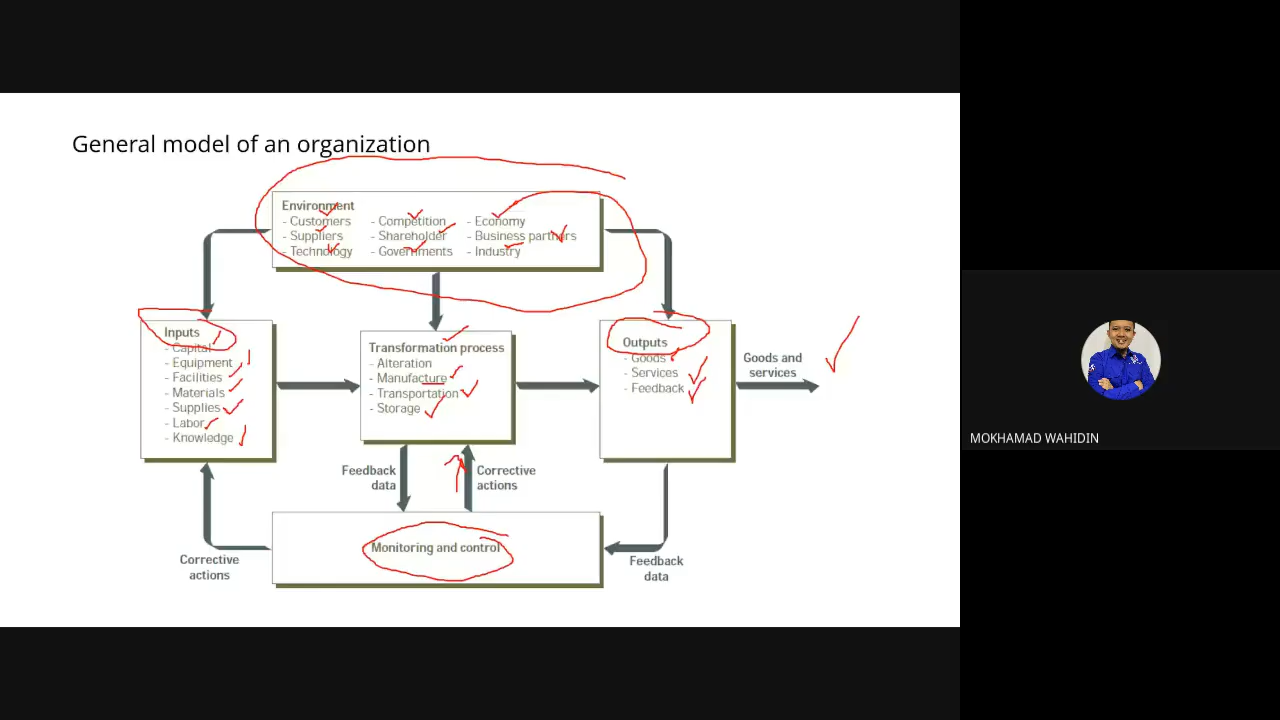 General model of an organization
Environment
- Customers
- Suppliers
- Technology
- Competition
- Shareholder
- Governments
- Economy
- Business partners
- Industry
Inputs
- Capital
- Equipment
- Facilities
- Materials
- Supplies
- Labor
- Knowledge
Transformation process
- Alteration
- Manufacture
- Transportation
- Storage
Outputs
- Goods
- Services
- Feedback
Goods and
services
Feedback
data
Corrective
actions
Monitoring and control
Corrective
actions
Feedback
data
MOKHAMAD WAHIDIN